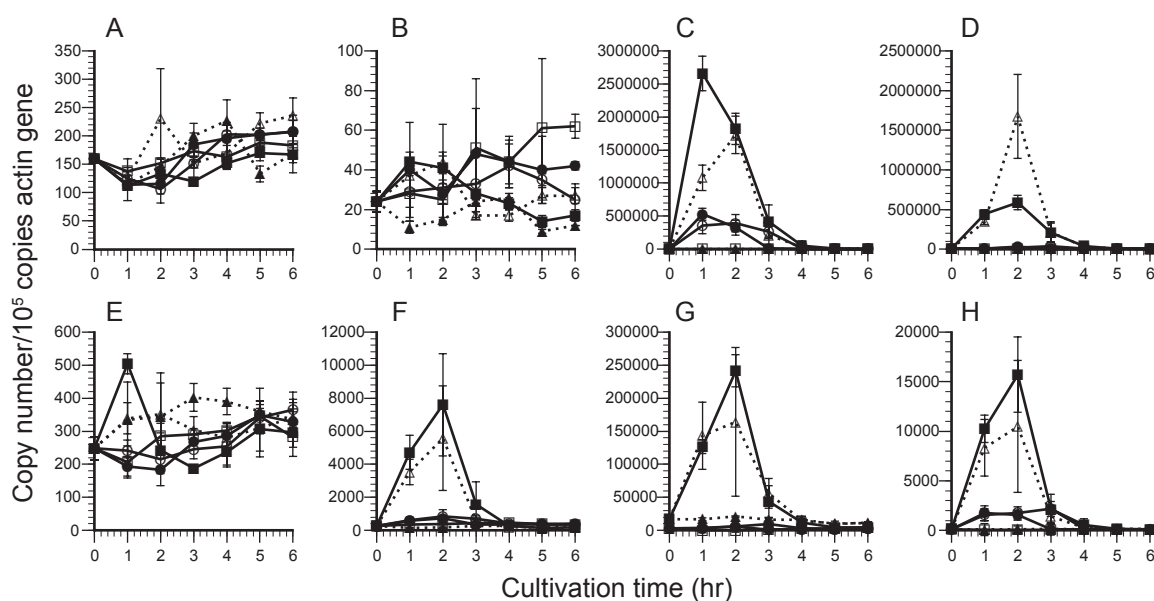 A B C D
350 300 250 200 150 100 50 0
100 80 60 40 20 0
3000000 2500000 2000000 1500000 1000000 500000 0
2500000 2000000 1500000 1000000 500000 0
0 1 2 3 4 5 6 0 1 2 3 4 5 6 0 1 2 3 4 5 6 0 1 2 3 4 5 6
Copy number/10⁵ copies actin gene
E F G H
600 500 400 300 200 100 0
12000 10000 8000 6000 4000 2000 0
300000 250000 200000 150000 100000 50000 0
20000 15000 10000 5000 0
0 1 2 3 4 5 6 0 1 2 3 4 5 6 0 1 2 3 4 5 6 0 1 2 3 4 5 6
Cultivation time (hr)